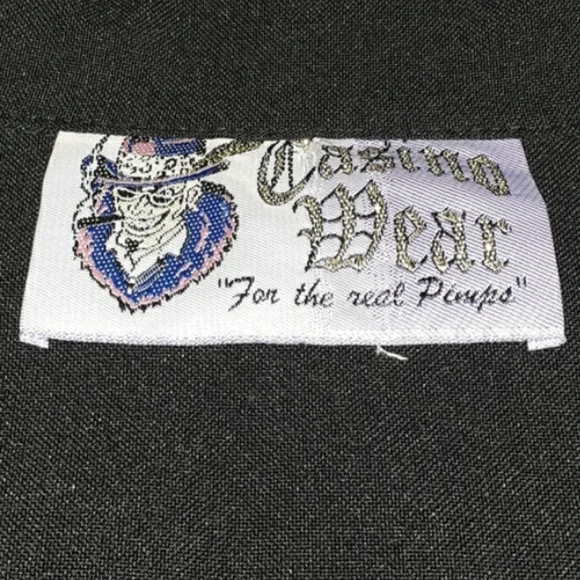 Casino
Wear
"For the real Pimps"